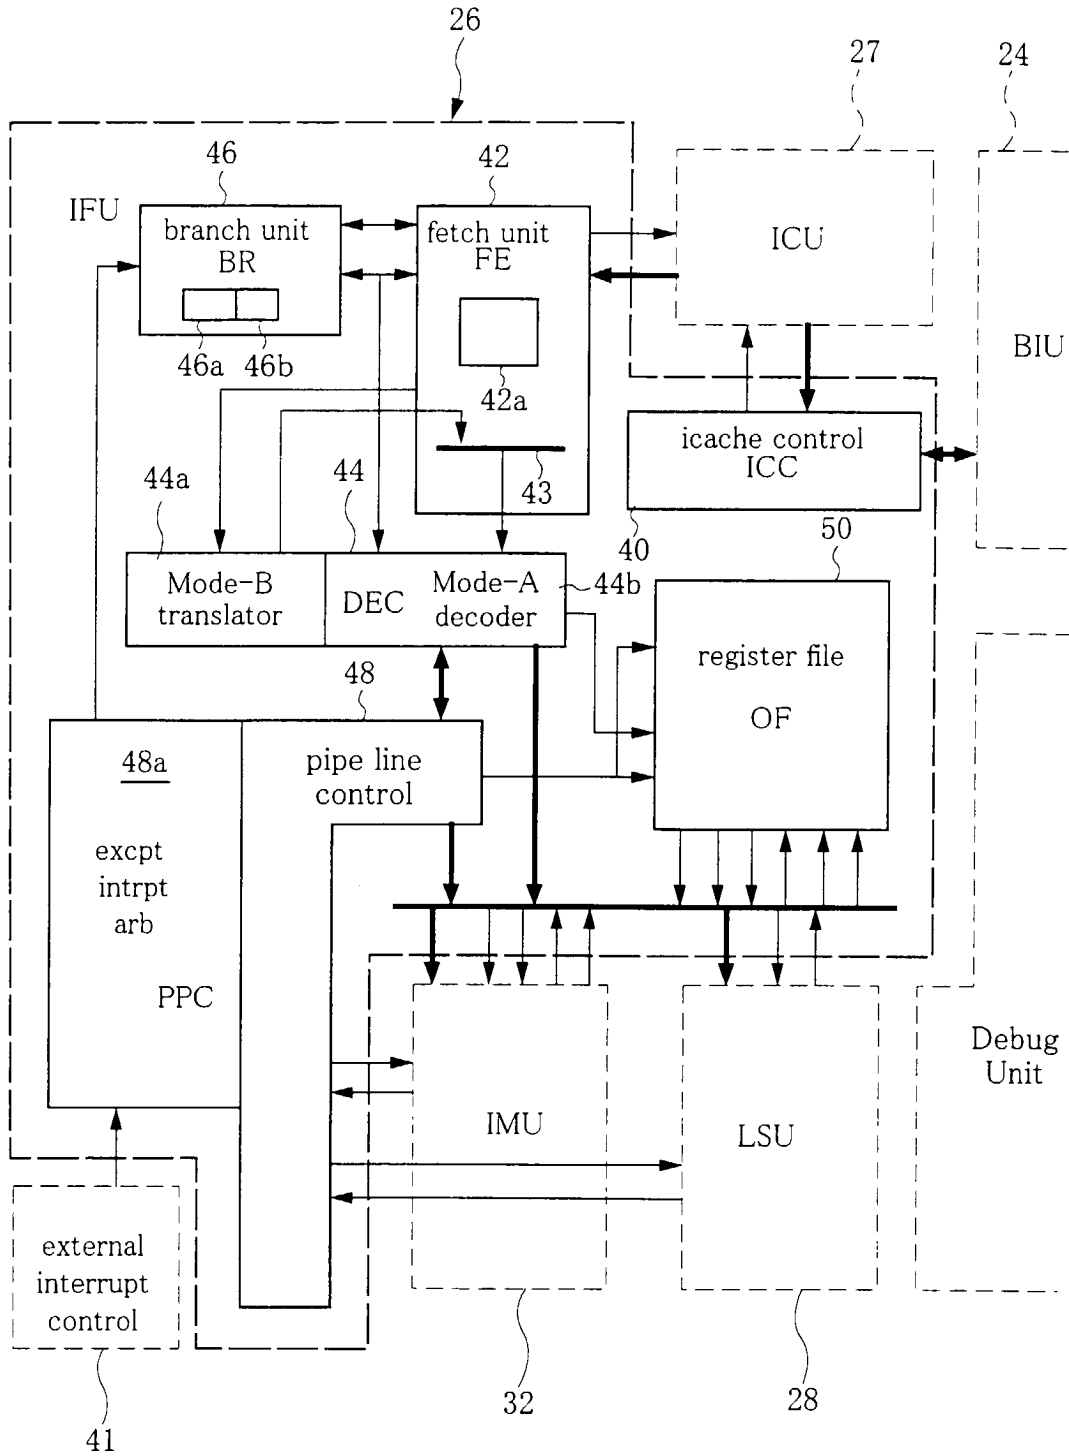 26
27
24
46
42
IFU
branch unit
BR
fetch unit
FE
ICU
46a
46b
42a
BIU
icache control
ICC
43
44a
44
40
50
Mode-B
translator
DEC
Mode-A
decoder
44b
register file
OF
48
48a
pipe line
control
excpt
intrpt
arb
PPC
IMU
LSU
Debug
Unit
external
interrupt
control
41
32
28